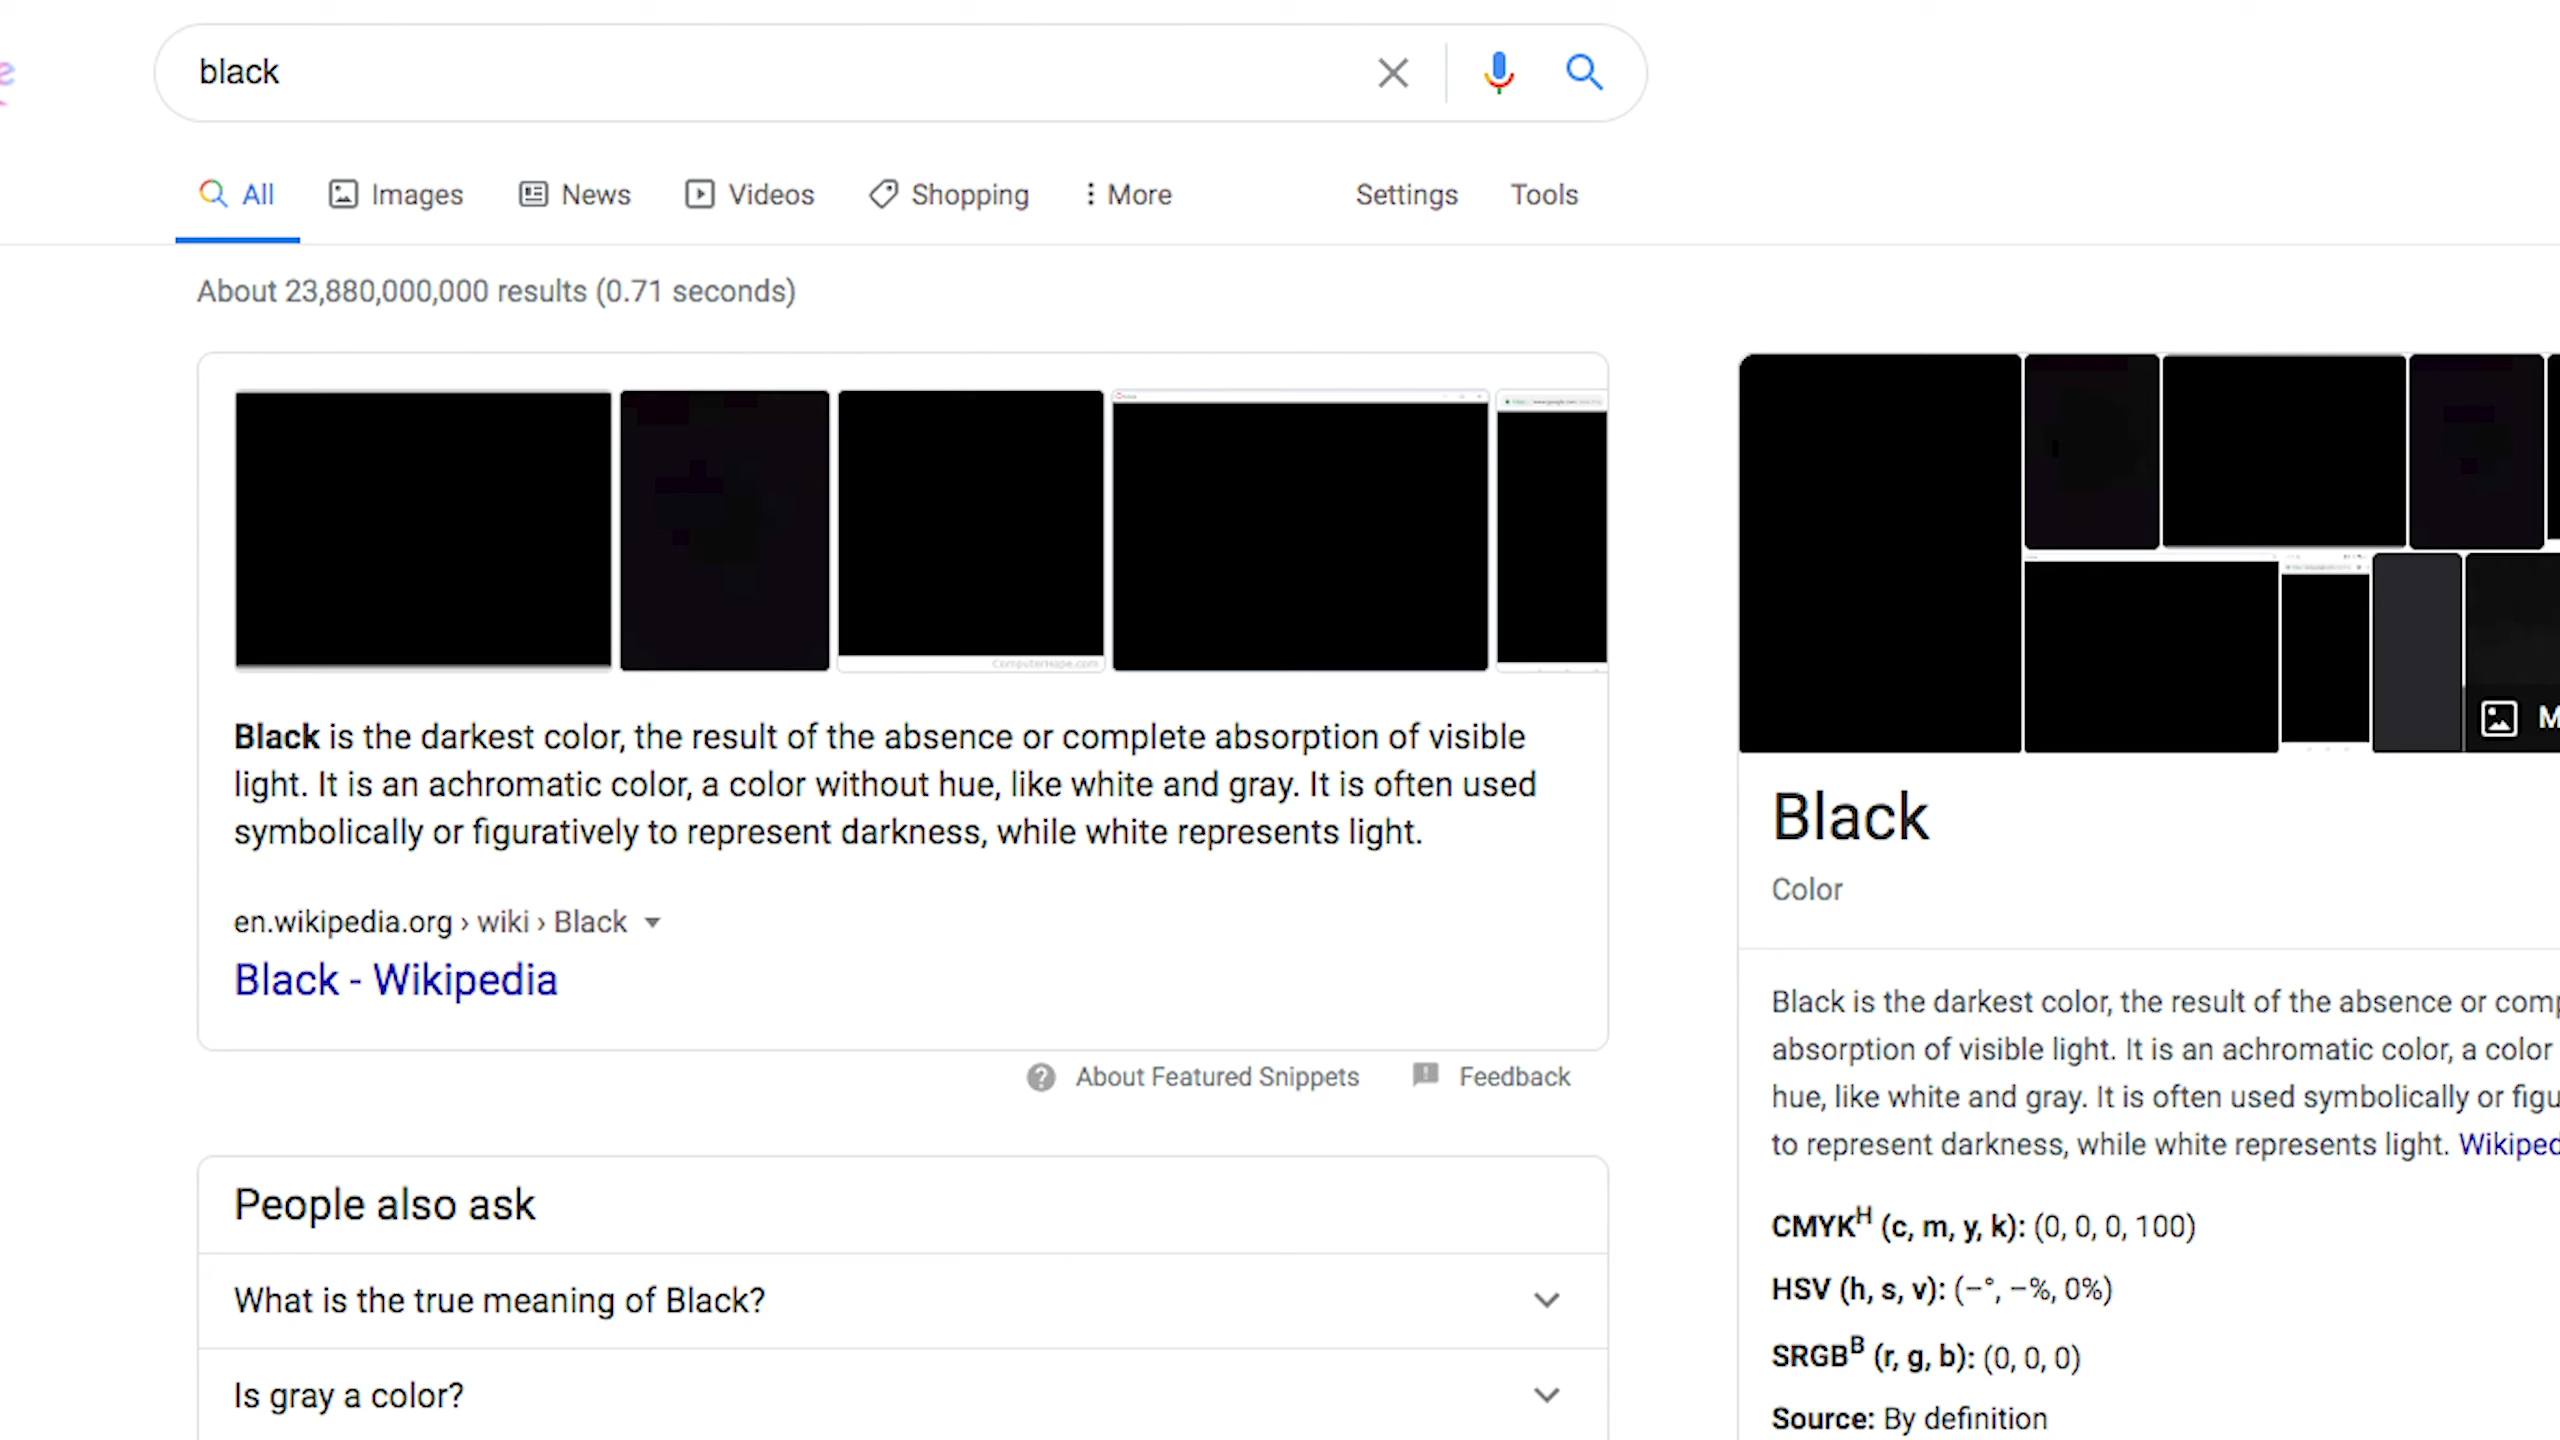 black
All
Images
News
Videos
Shopping
More
Settings
Tools
About 23,880,000,000 results (0.71 seconds)
ComputerHope.com
Black is the darkest color, the result of the absence or complete absorption of visible
light. It is an achromatic color, a color without hue, like white and gray. It is often used
symbolically or figuratively to represent darkness, while white represents light.
en.wikipedia.org › wiki › Black
Black - Wikipedia
About Featured Snippets
Feedback
People also ask
What is the true meaning of Black?
Is gray a color?
Black
Color
Black is the darkest color, the result of the absence or
absorption of visible light. It is an achromatic color, a color
hue, like white and gray. It is often used symbolically or
to represent darkness, while white represents light.
CMYKᴴ (c, m, y, k): (0, 0, 0, 100)
HSV (h, s, v): (–°, –%, 0%)
SRGBᴮ (r, g, b): (0, 0, 0)
Source: By definition